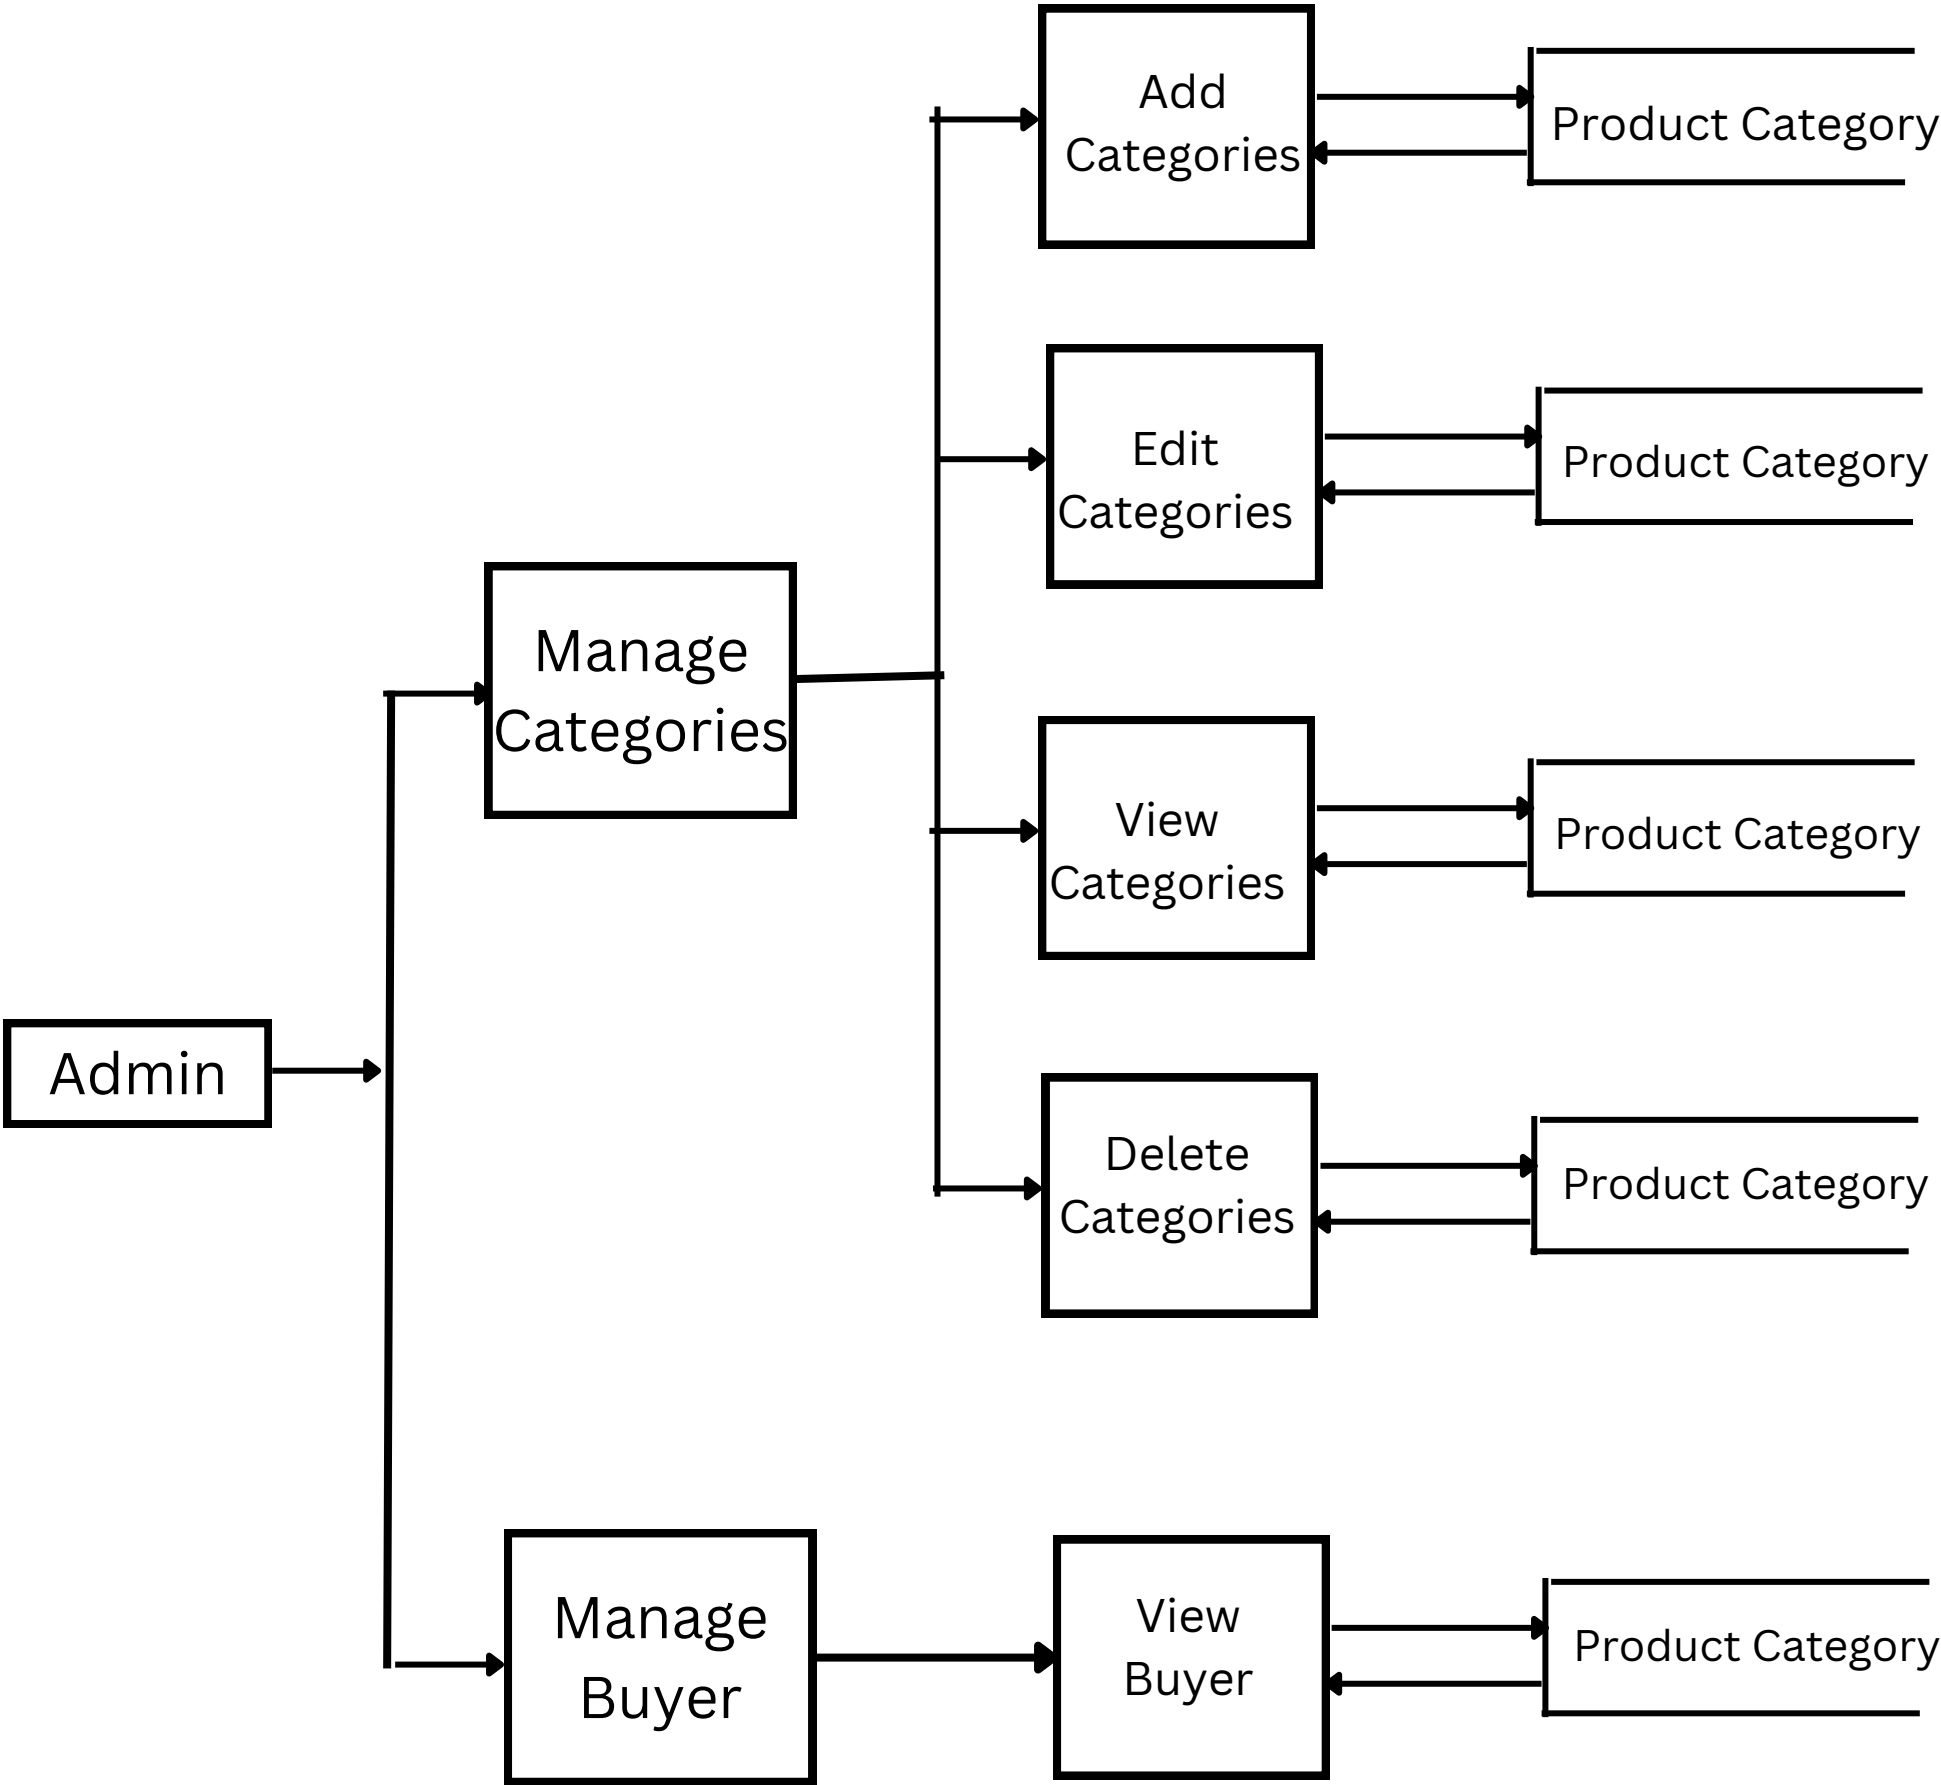 Add
Categories
Product Category
Edit
Categories
Product Category
Manage
Categories
View
Categories
Product Category
Admin
Delete
Categories
Product Category
Manage
Buyer
View
Buyer
Product Category